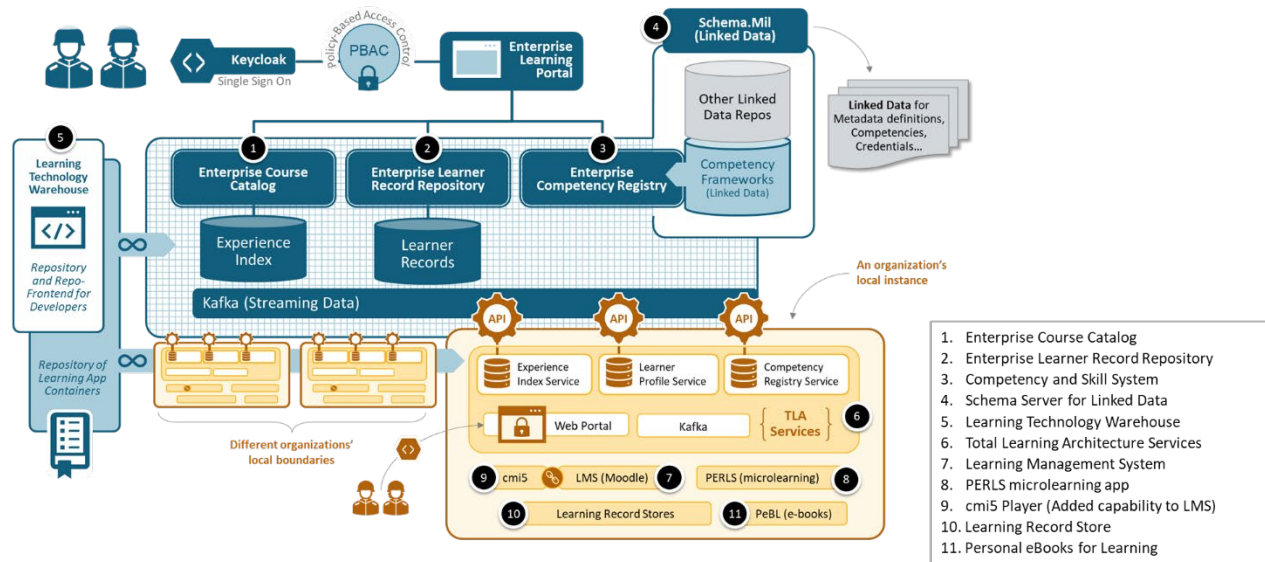 Keycloak
Single Sign On
Policy-Based Access Control
PBAC
Enterprise
Learning
Portal
4
Schema.Mil
(Linked Data)
Other Linked
Data Repos
Competency
Frameworks
(Linked Data)
Linked Data for
Metadata definitions,
Competencies,
Credentials...
5
Learning
Technology
Warehouse
</>
Repository
and Repo-
Frontend for
Developers
Repository of
Learning App
Containers
∞
∞
1
Enterprise Course
Catalog
2
Enterprise Learner
Record Repository
3
Enterprise
Competency Registry
Experience
Index
Learner
Records
Kafka (Streaming Data)
An organization's
local instance
API
API
API
Experience
Index Service
Learner
Profile Service
Competency
Registry Service
Web Portal
Kafka
{ TLA
Services }
6
Different organizations'
local boundaries
9
cmi5
LMS (Moodle)
7
PERLS (microlearning)
8
10
Learning Record Stores
11
PeBL (e-books)
1. Enterprise Course Catalog
2. Enterprise Learner Record Repository
3. Competency and Skill System
4. Schema Server for Linked Data
5. Learning Technology Warehouse
6. Total Learning Architecture Services
7. Learning Management System
8. PERLS microlearning app
9. cmi5 Player (Added capability to LMS)
10. Learning Record Store
11. Personal eBooks for Learning